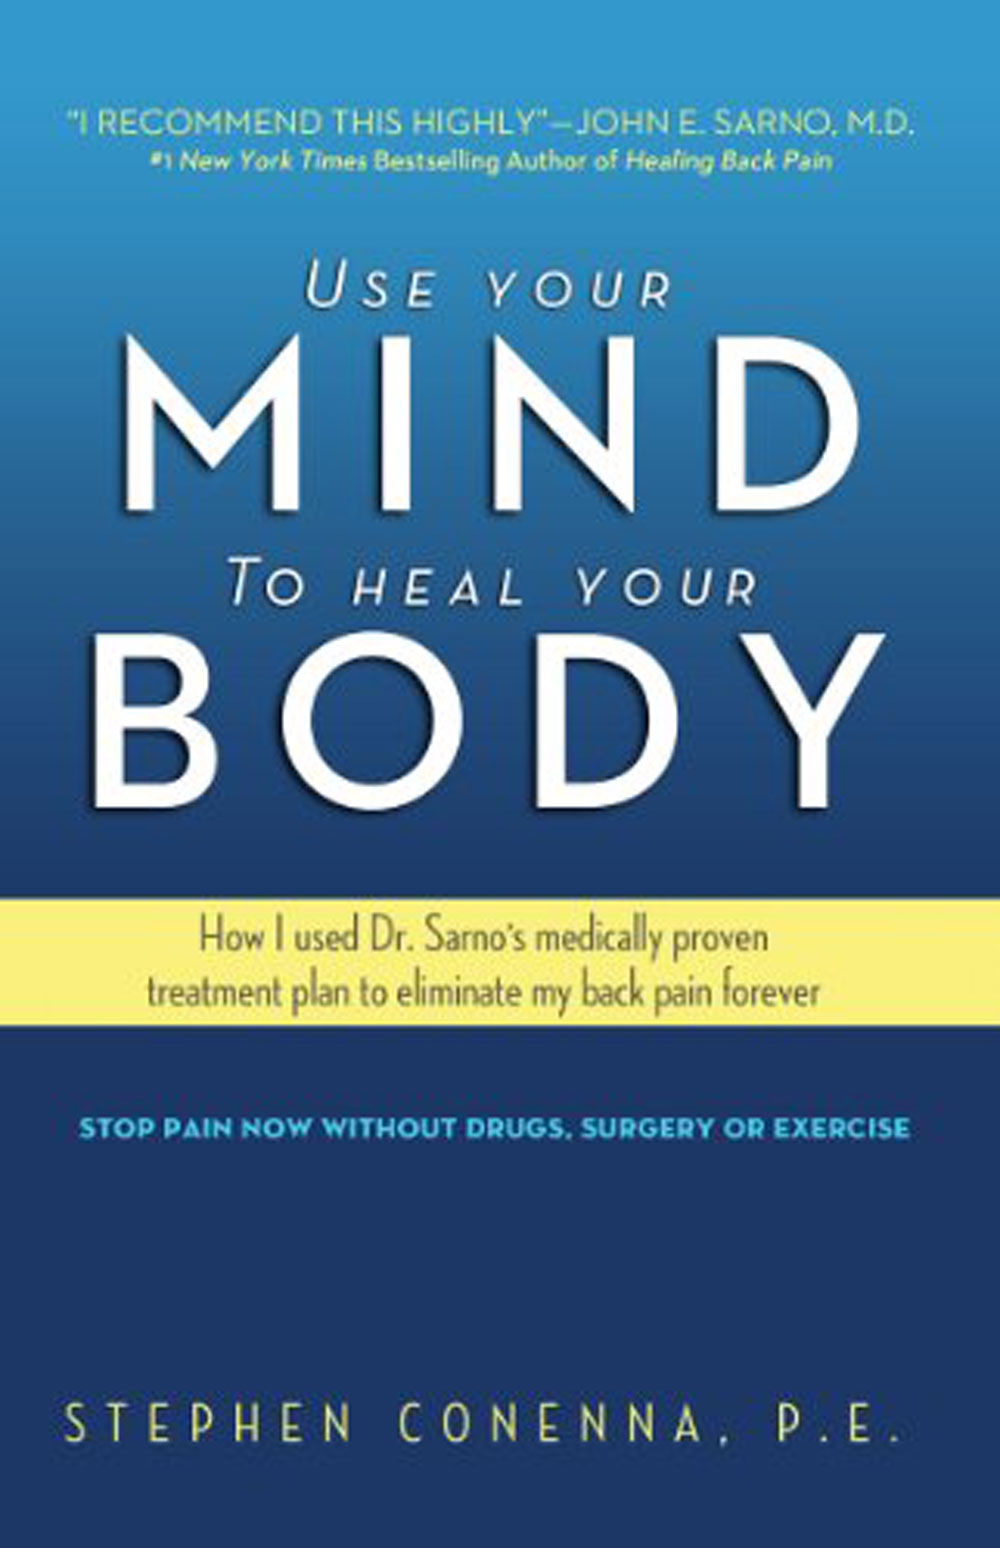 "I RECOMMEND THIS HIGHLY"—JOHN E. SARNO, M.D.
#1 New York Times Bestselling Author of Healing Back Pain
USE YOUR
MIND
TO HEAL YOUR
BODY
How I used Dr. Sarno's medically proven
treatment plan to eliminate my back pain forever
STOP PAIN NOW WITHOUT DRUGS, SURGERY OR EXERCISE
STEPHEN CONENNA, P.E.